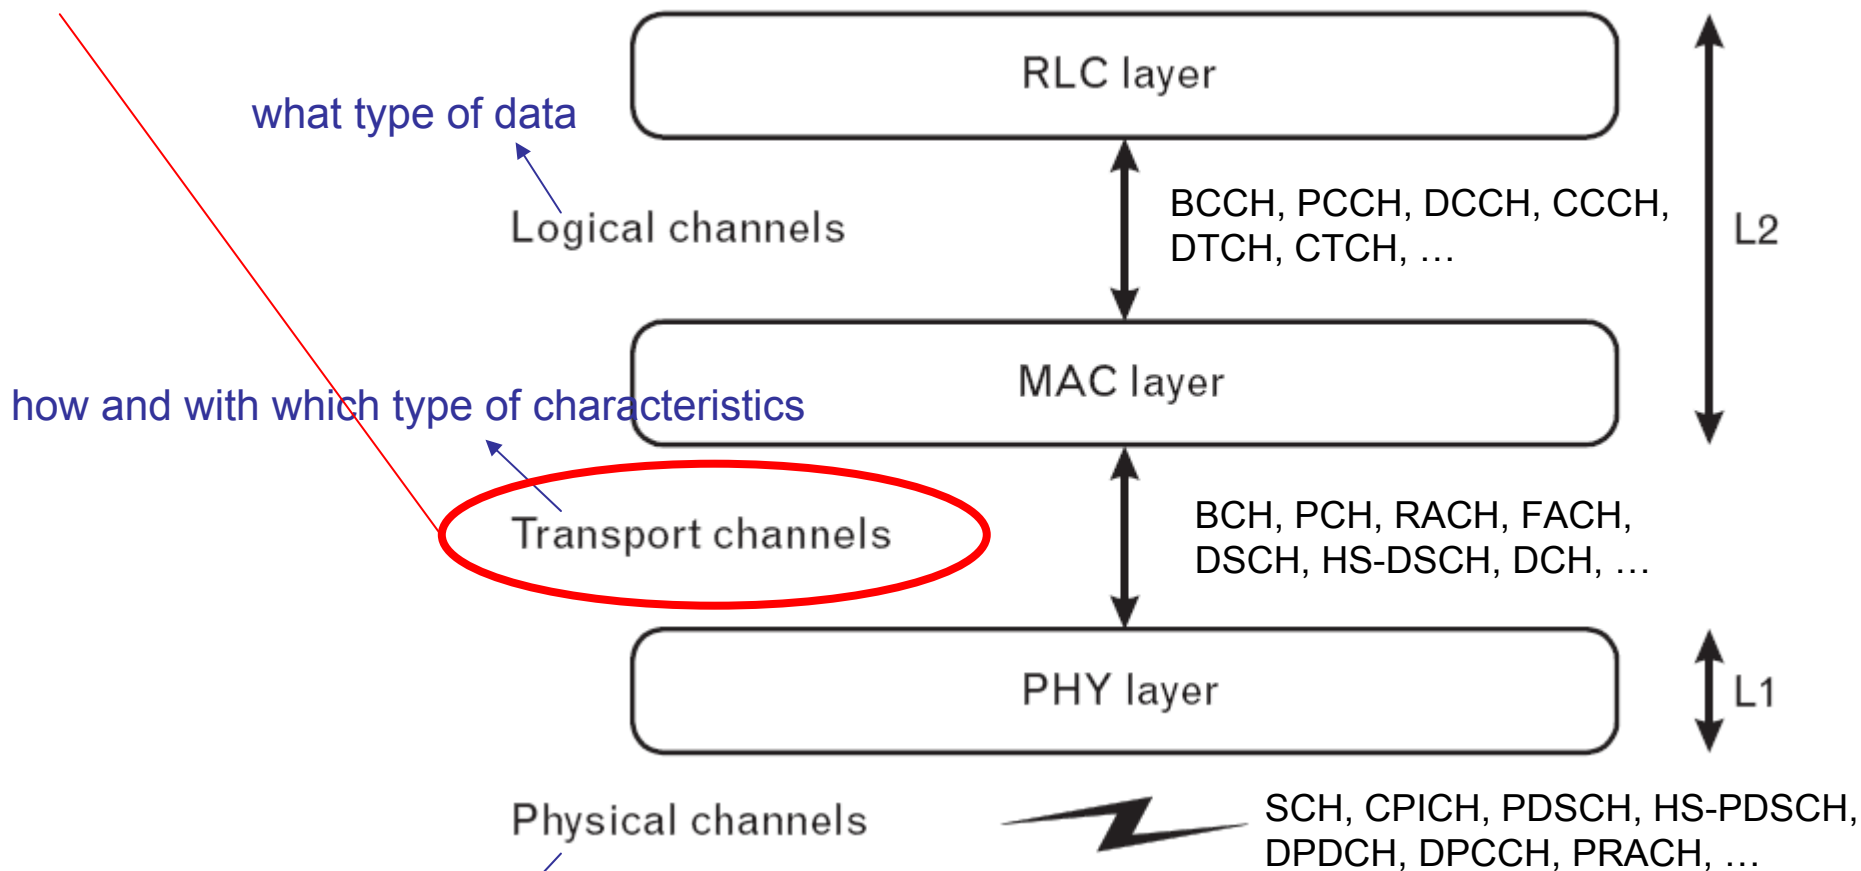 RLC layer
what type of data
Logical channels
BCCH, PCCH, DCCH, CCCH,
DTCH, CTCH, …
L2
MAC layer
how and with which type of characteristics
Transport channels
BCH, PCH, RACH, FACH,
DSCH, HS-DSCH, DCH, …
PHY layer
L1
Physical channels
SCH, CPICH, PDSCH, HS-PDSCH,
DPDCH, DPCCH, PRACH, …